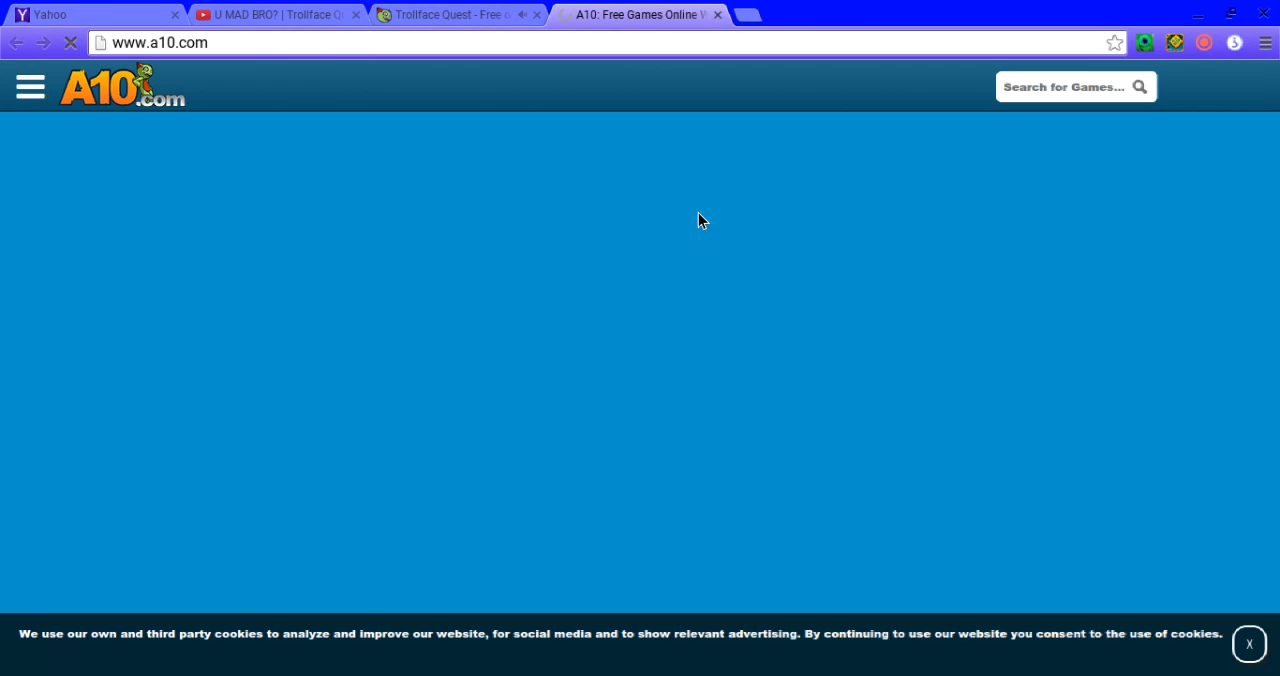 Yahoo
U MAD BRO? | Trollface Q
Trollface Quest - Free o
A10: Free Games Online W
www.a10.com
A10.com
Search for Games...
We use our own and third party cookies to analyze and improve our website, for social media and to show relevant advertising. By continuing to use our website you consent to the use of cookies.
X